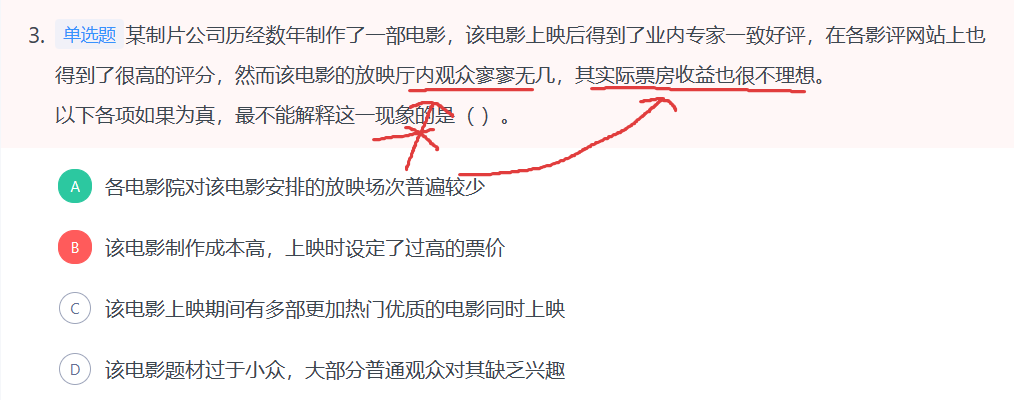 3. 单选题 某制片公司历经数年制作了一部电影，该电影上映后得到了业内专家一致好评，在各影评网站上也
得到了很高的评分，然而该电影的放映厅内观众寥寥无几，其实际票房收益也很不理想。
以下各项如果为真，最不能解释这一现象的是（ ）。
A 各电影院对该电影安排的放映场次普遍较少
B 该电影制作成本高，上映时设定了过高的票价
C 该电影上映期间有多部更加热门优质的电影同时上映
D 该电影题材过于小众，大部分普通观众对其缺乏兴趣